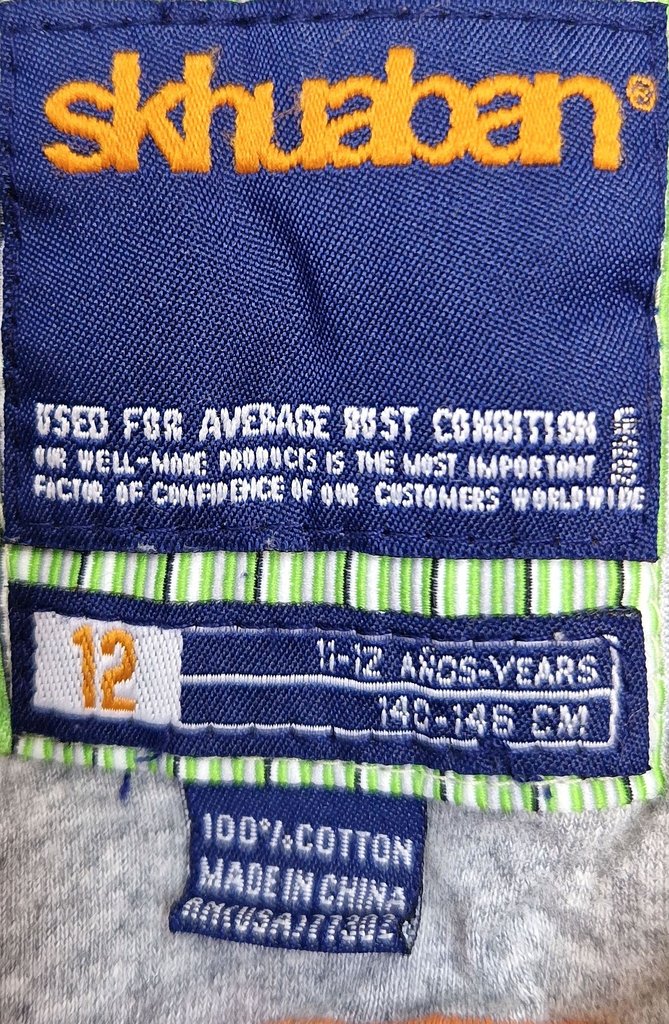 skhuaban®
USED FOR AVERAGE DUST CONDITION
OUR WELL-MADE PRODUCTS IS THE MOST IMPORTANT
FACTOR OF CONFIDENCE OF OUR CUSTOMERS WORLDWIDE
12
11-12 AÑOS-YEARS
140-146 CM
100% COTTON
MADE IN CHINA